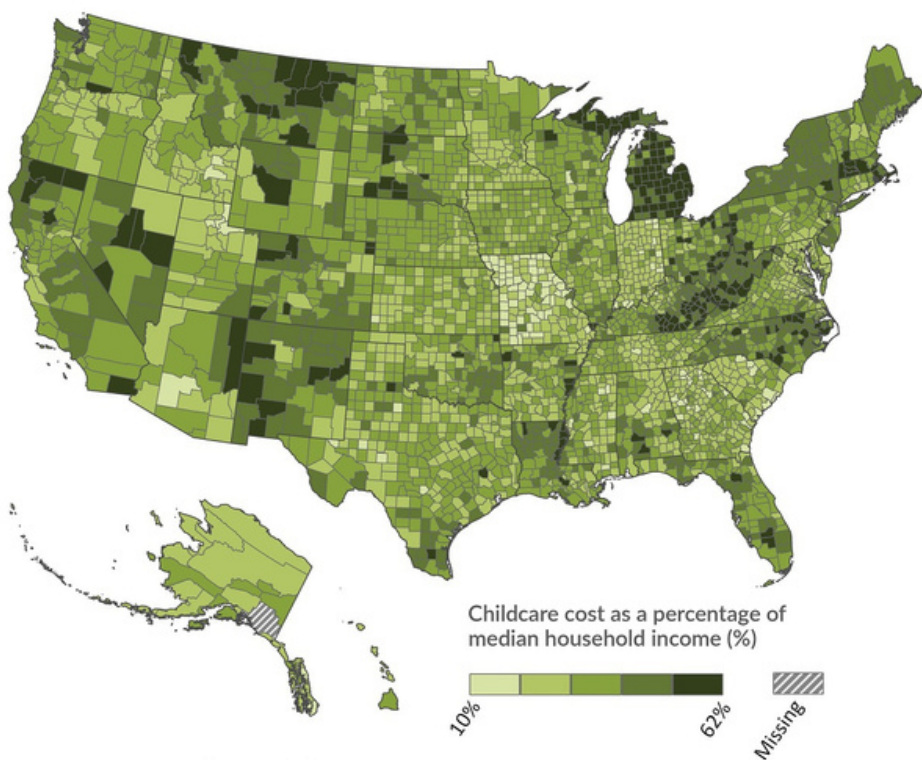 Childcare cost as a percentage of
median household income (%)
10%
62%
Missing